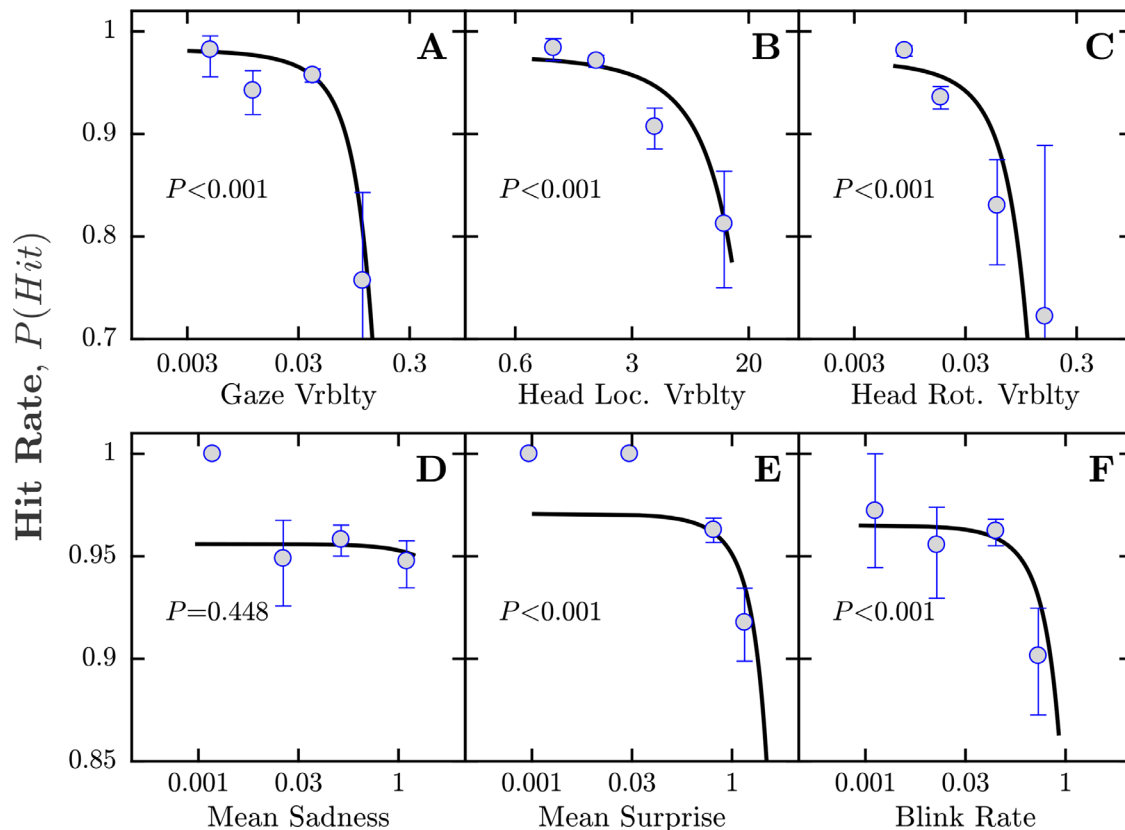 Hit Rate, P(Hit)
1
0.9
0.8
0.7
A
P<0.001
0.003
0.03
0.3
Gaze Vrblty
B
P<0.001
0.6
3
20
Head Loc. Vrblty
C
P<0.001
0.003
0.03
0.3
Head Rot. Vrblty
1
0.95
0.9
0.85
D
P=0.448
0.001
0.03
1
Mean Sadness
E
P<0.001
0.001
0.03
1
Mean Surprise
F
P<0.001
0.001
0.03
1
Blink Rate